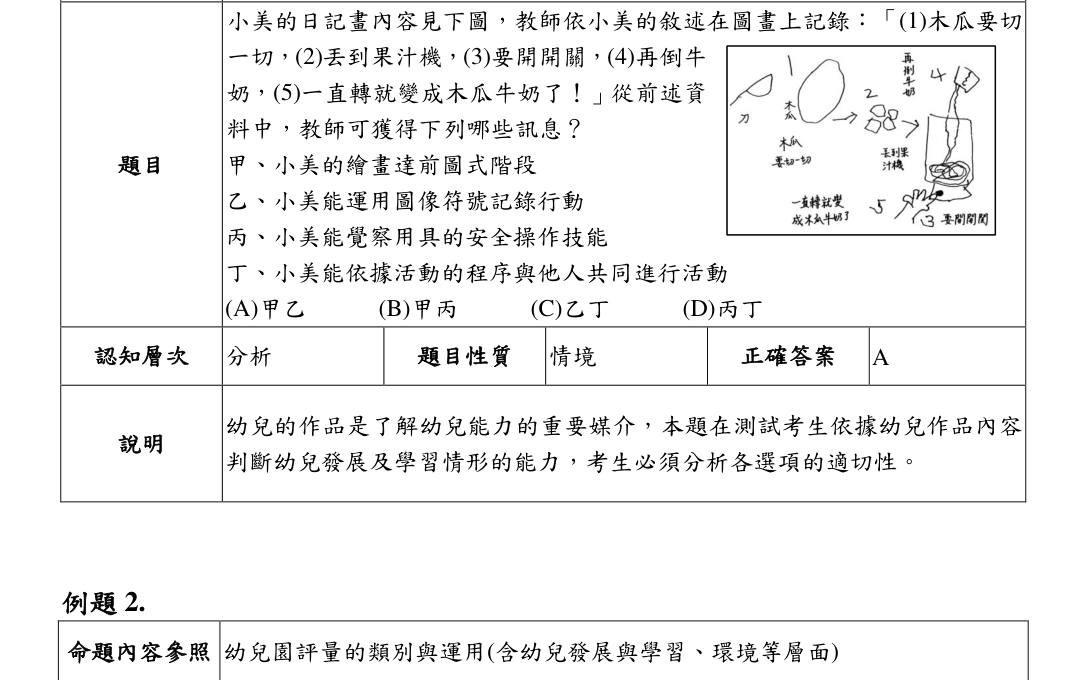 小美的日記畫內容見下圖，教師依小美的敘述在圖畫上記錄：「(1)木瓜要切
一切，(2)丟到果汁機，(3)要開開關，(4)再倒牛
奶，(5)一直轉就變成木瓜牛奶了！」從前述資
料中，教師可獲得下列哪些訊息？
題目
甲、小美的繪畫達前圖式階段
乙、小美能運用圖像符號記錄行動
丙、小美能覺察用具的安全操作技能
丁、小美能依據活動的程序與他人共同進行活動
(A)甲乙 (B)甲丙 (C)乙丁 (D)丙丁
再倒牛奶
4
1
2
刀
木瓜
木瓜
要切一切
丟到果
汁機
一直轉就變
成木瓜牛奶了
5
3 要開開關
認知層次 分析 題目性質 情境 正確答案 A
說明
幼兒的作品是了解幼兒能力的重要媒介，本題在測試考生依據幼兒作品內容
判斷幼兒發展及學習情形的能力，考生必須分析各選項的適切性。
例題 2.
命題內容參照 幼兒園評量的類別與運用(含幼兒發展與學習、環境等層面)